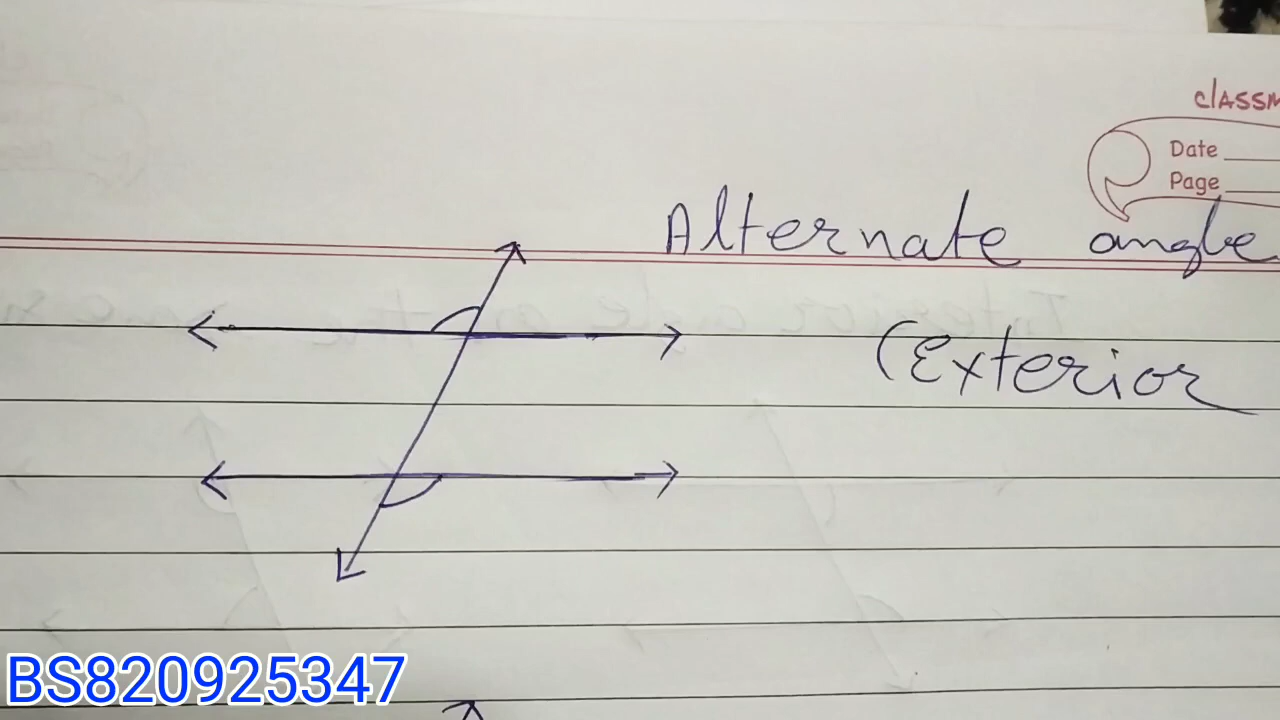 classm
Date
Page
Alternate angle
(Exterior
BS820925347